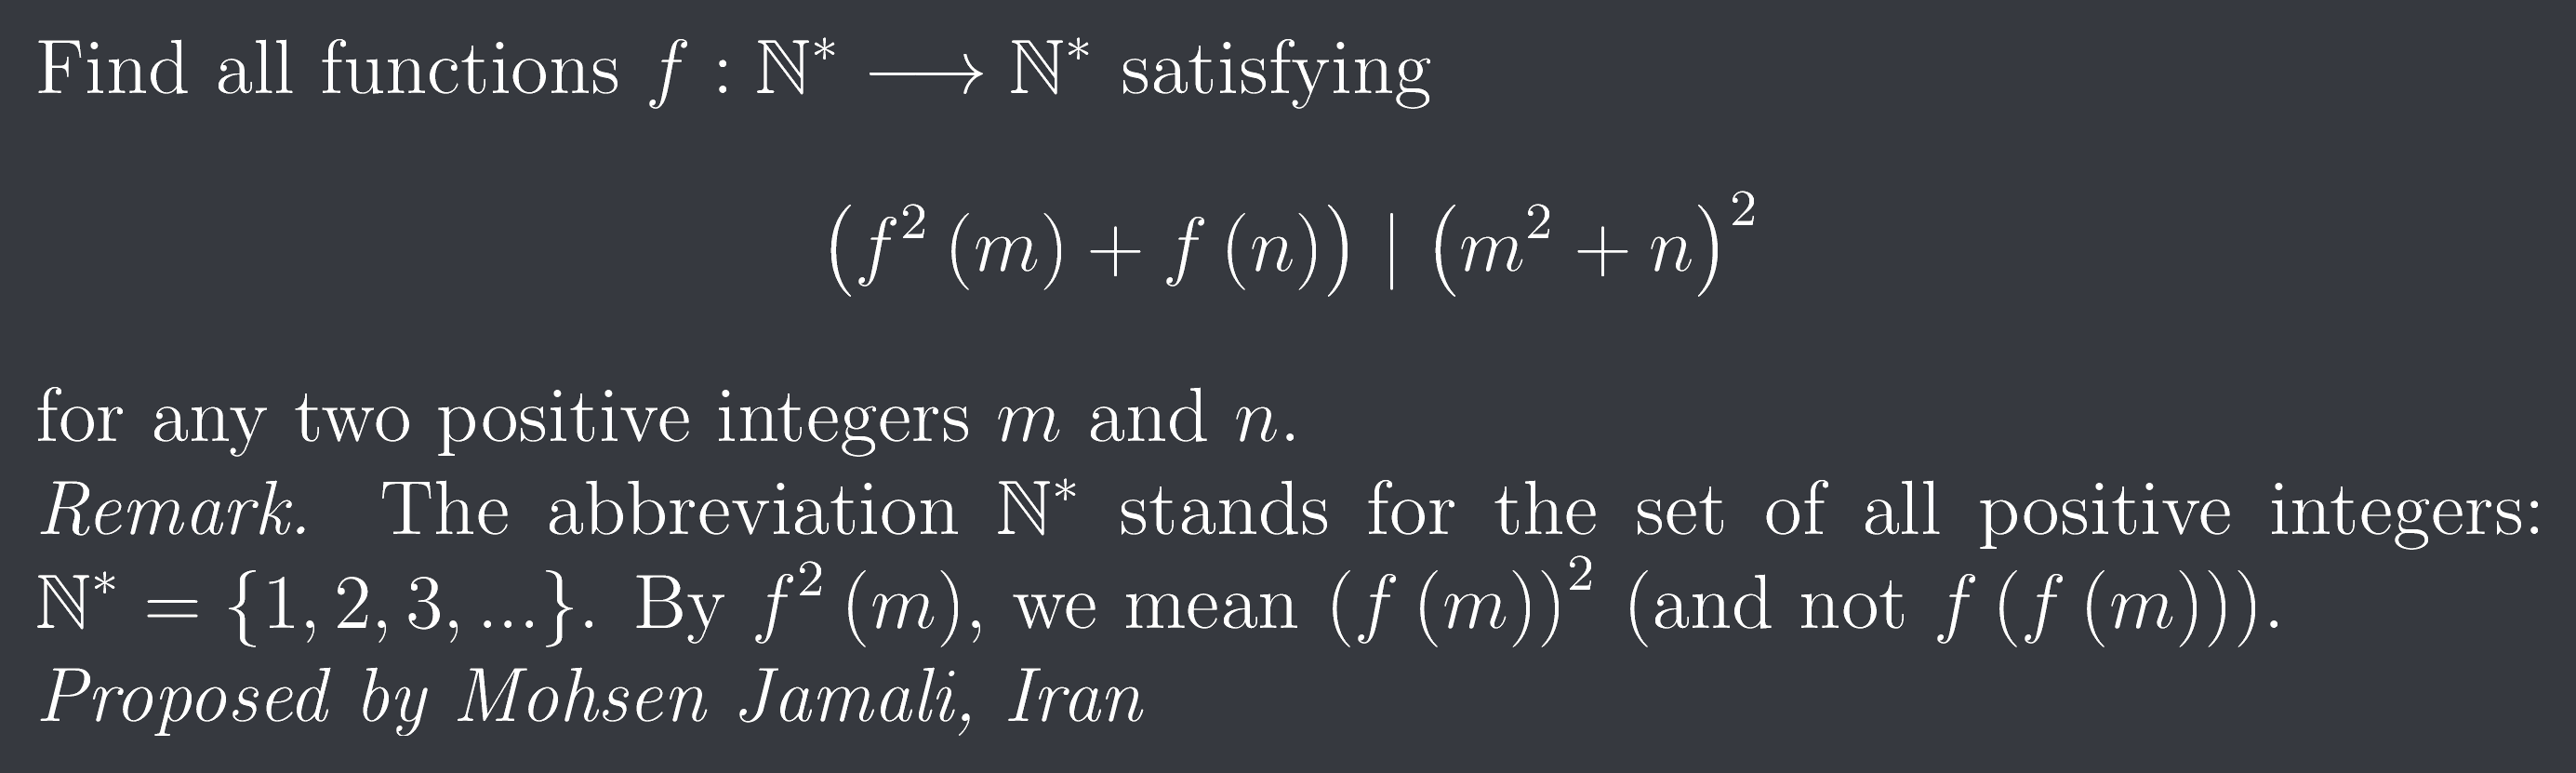 Find all functions f : ℕ* ⟶ ℕ* satisfying
(f² (m) + f (n)) | (m² + n)²
for any two positive integers m and n.
Remark. The abbreviation ℕ* stands for the set of all positive integers:
ℕ* = {1, 2, 3, ...}. By f² (m), we mean (f (m))² (and not f (f (m))).
Proposed by Mohsen Jamali, Iran